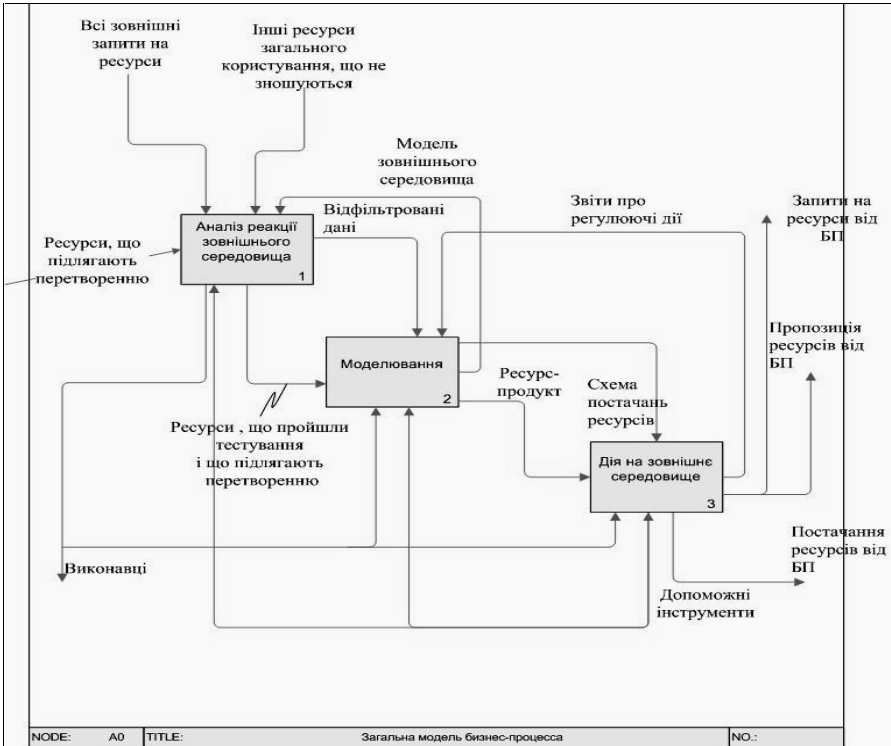 Всі зовнішні
запити на
ресурси
Інші ресурси
загального
користування, що не
зношуються
Модель
зовнішнього
середовища
Відфільтровані
дані
Звіти про
регулюючі дії
Запити на
ресурси від
БП
Аналіз реакції
зовнішнього
середовища
1
Ресурси, що
підлягають
перетворенню
Пропозиція
ресурсів від
БП
Моделювання
2
Ресурс-
продукт
Схема
постачань
ресурсів
Ресурси , що пройшли
тестування
і що підлягають
перетворенню
Дія на зовнішнє
середовище
3
Постачання
ресурсів від
БП
Виконавці
Допоможні
інструменти
NODE: A0 TITLE: Загальна модель бизнес-процесса NO.: